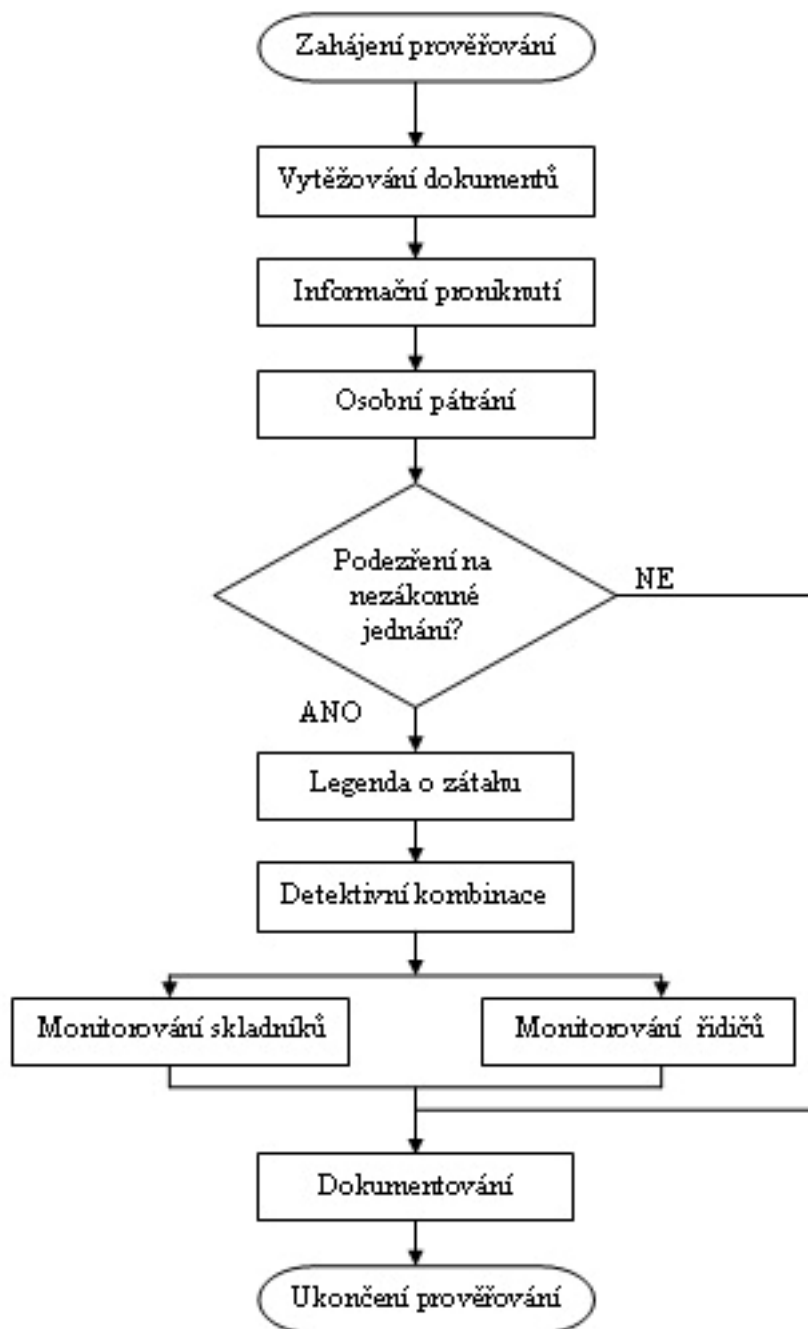 Zahájení prověřování
Vytěžování dokumentů
Informační proniknutí
Osobní pátrání
Podezření na
nezákonné
jednání?
NE
ANO
Legenda o zátahu
Detektivní kombinace
Monitorování skladníků
Monitorování řidičů
Dokumentování
Ukončení prověřování